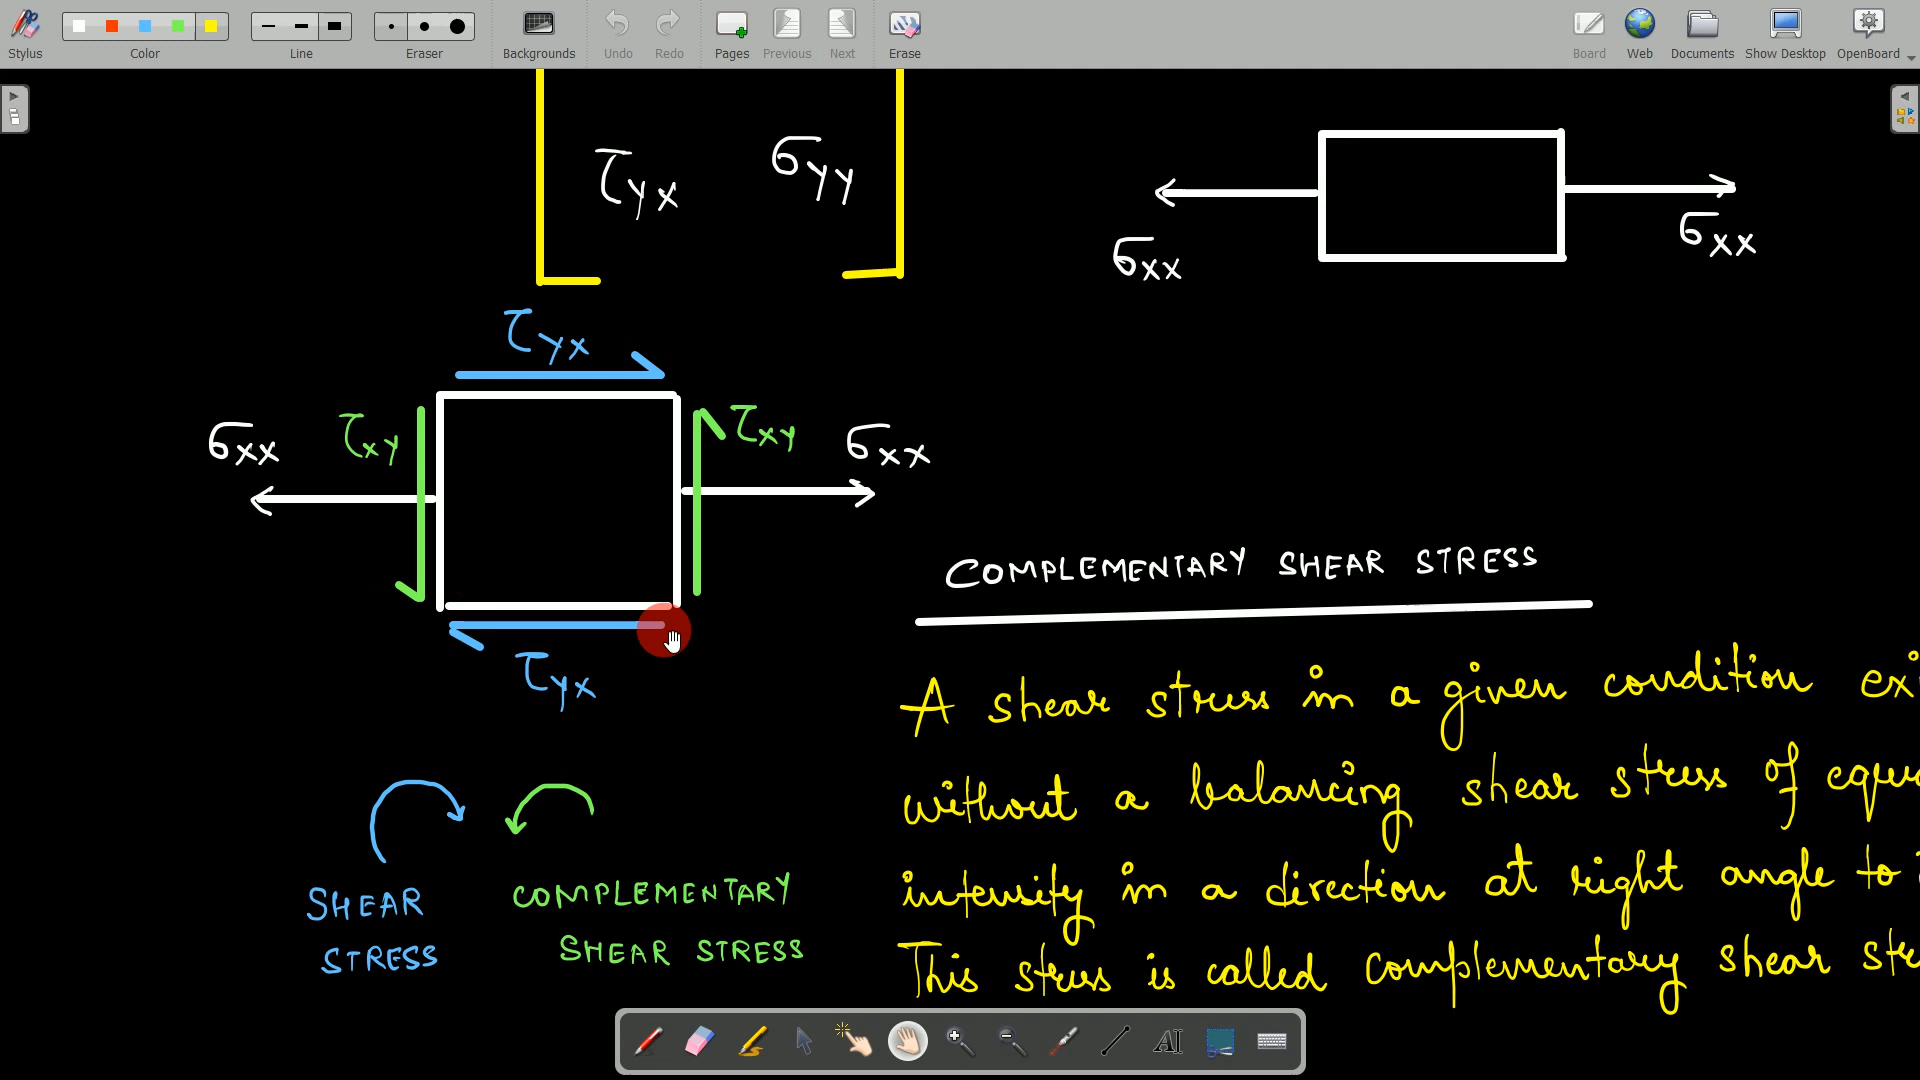 Stylus Color Line Eraser Backgrounds Undo Redo Pages Previous Next Erase Board Web Documents Show Desktop OpenBoard
τyx σyy
σxx σxx
τyx
σxx τxy τxy σxx
τyx
COMPLEMENTARY SHEAR STRESS
A shear stress in a given condition
without a balancing shear stress of
intensity in a direction at right angle to
This stress is called complementary shear
SHEAR
STRESS
COMPLEMENTARY
SHEAR STRESS